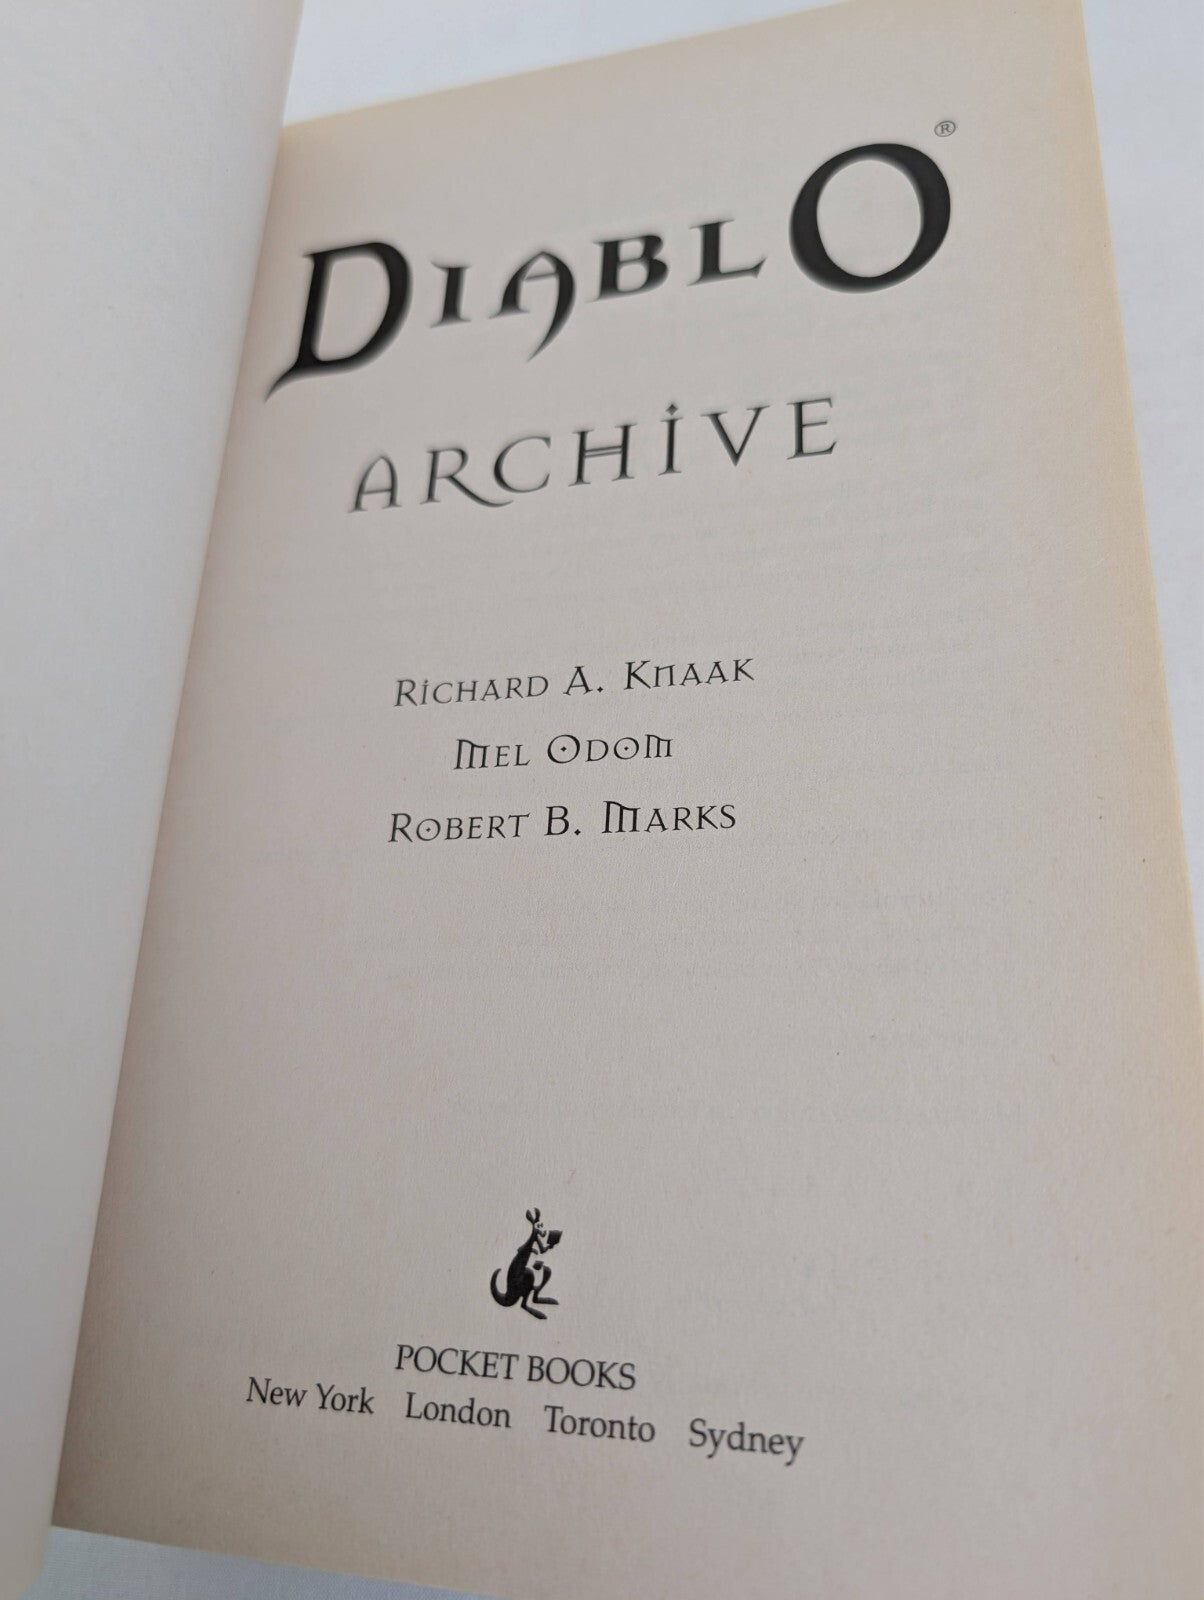 DIABLO®
ARCHIVE
RICHARD A. KNAAK
MEL ODOM
ROBERT B. MARKS
POCKET BOOKS
New York London Toronto Sydney